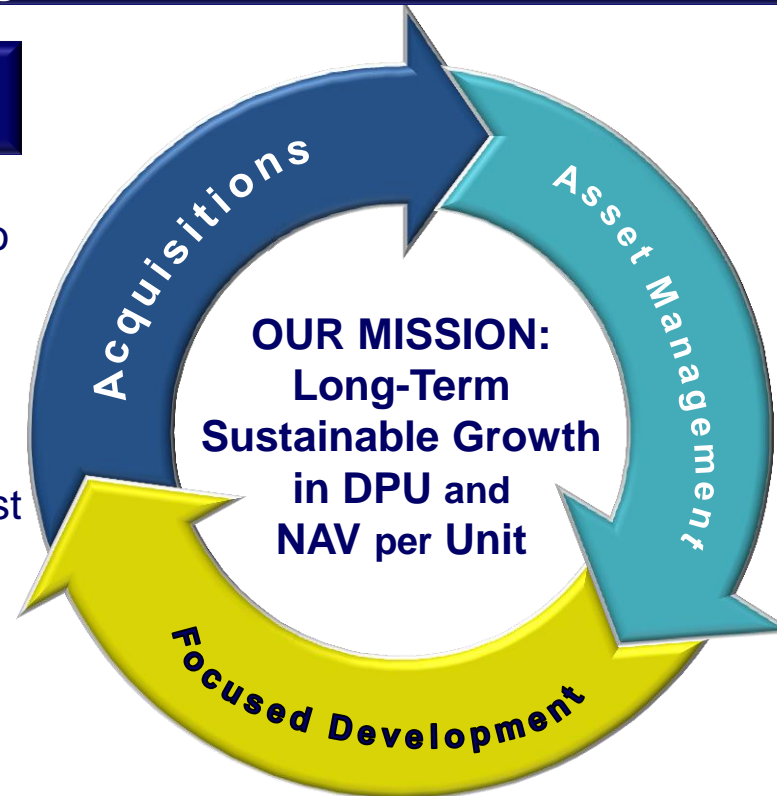 Acquisitions
Asset Management
OUR MISSION:
Long-Term
Sustainable Growth
in DPU and
NAV per Unit
Focused Development